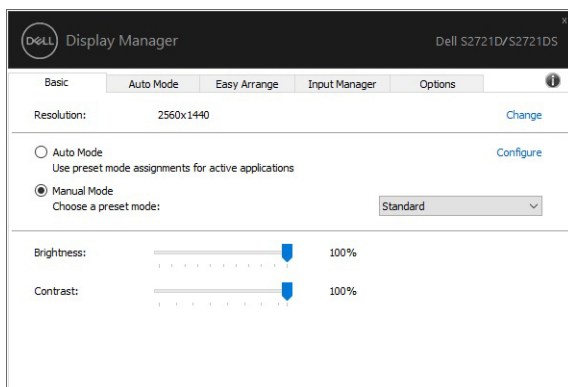 DELL Display Manager Dell S2721D/S2721DS
Basic Auto Mode Easy Arrange Input Manager Options
Resolution: 2560x1440 Change
Auto Mode Configure
Use preset mode assignments for active applications
Manual Mode
Choose a preset mode: Standard
Brightness: 100%
Contrast: 100%